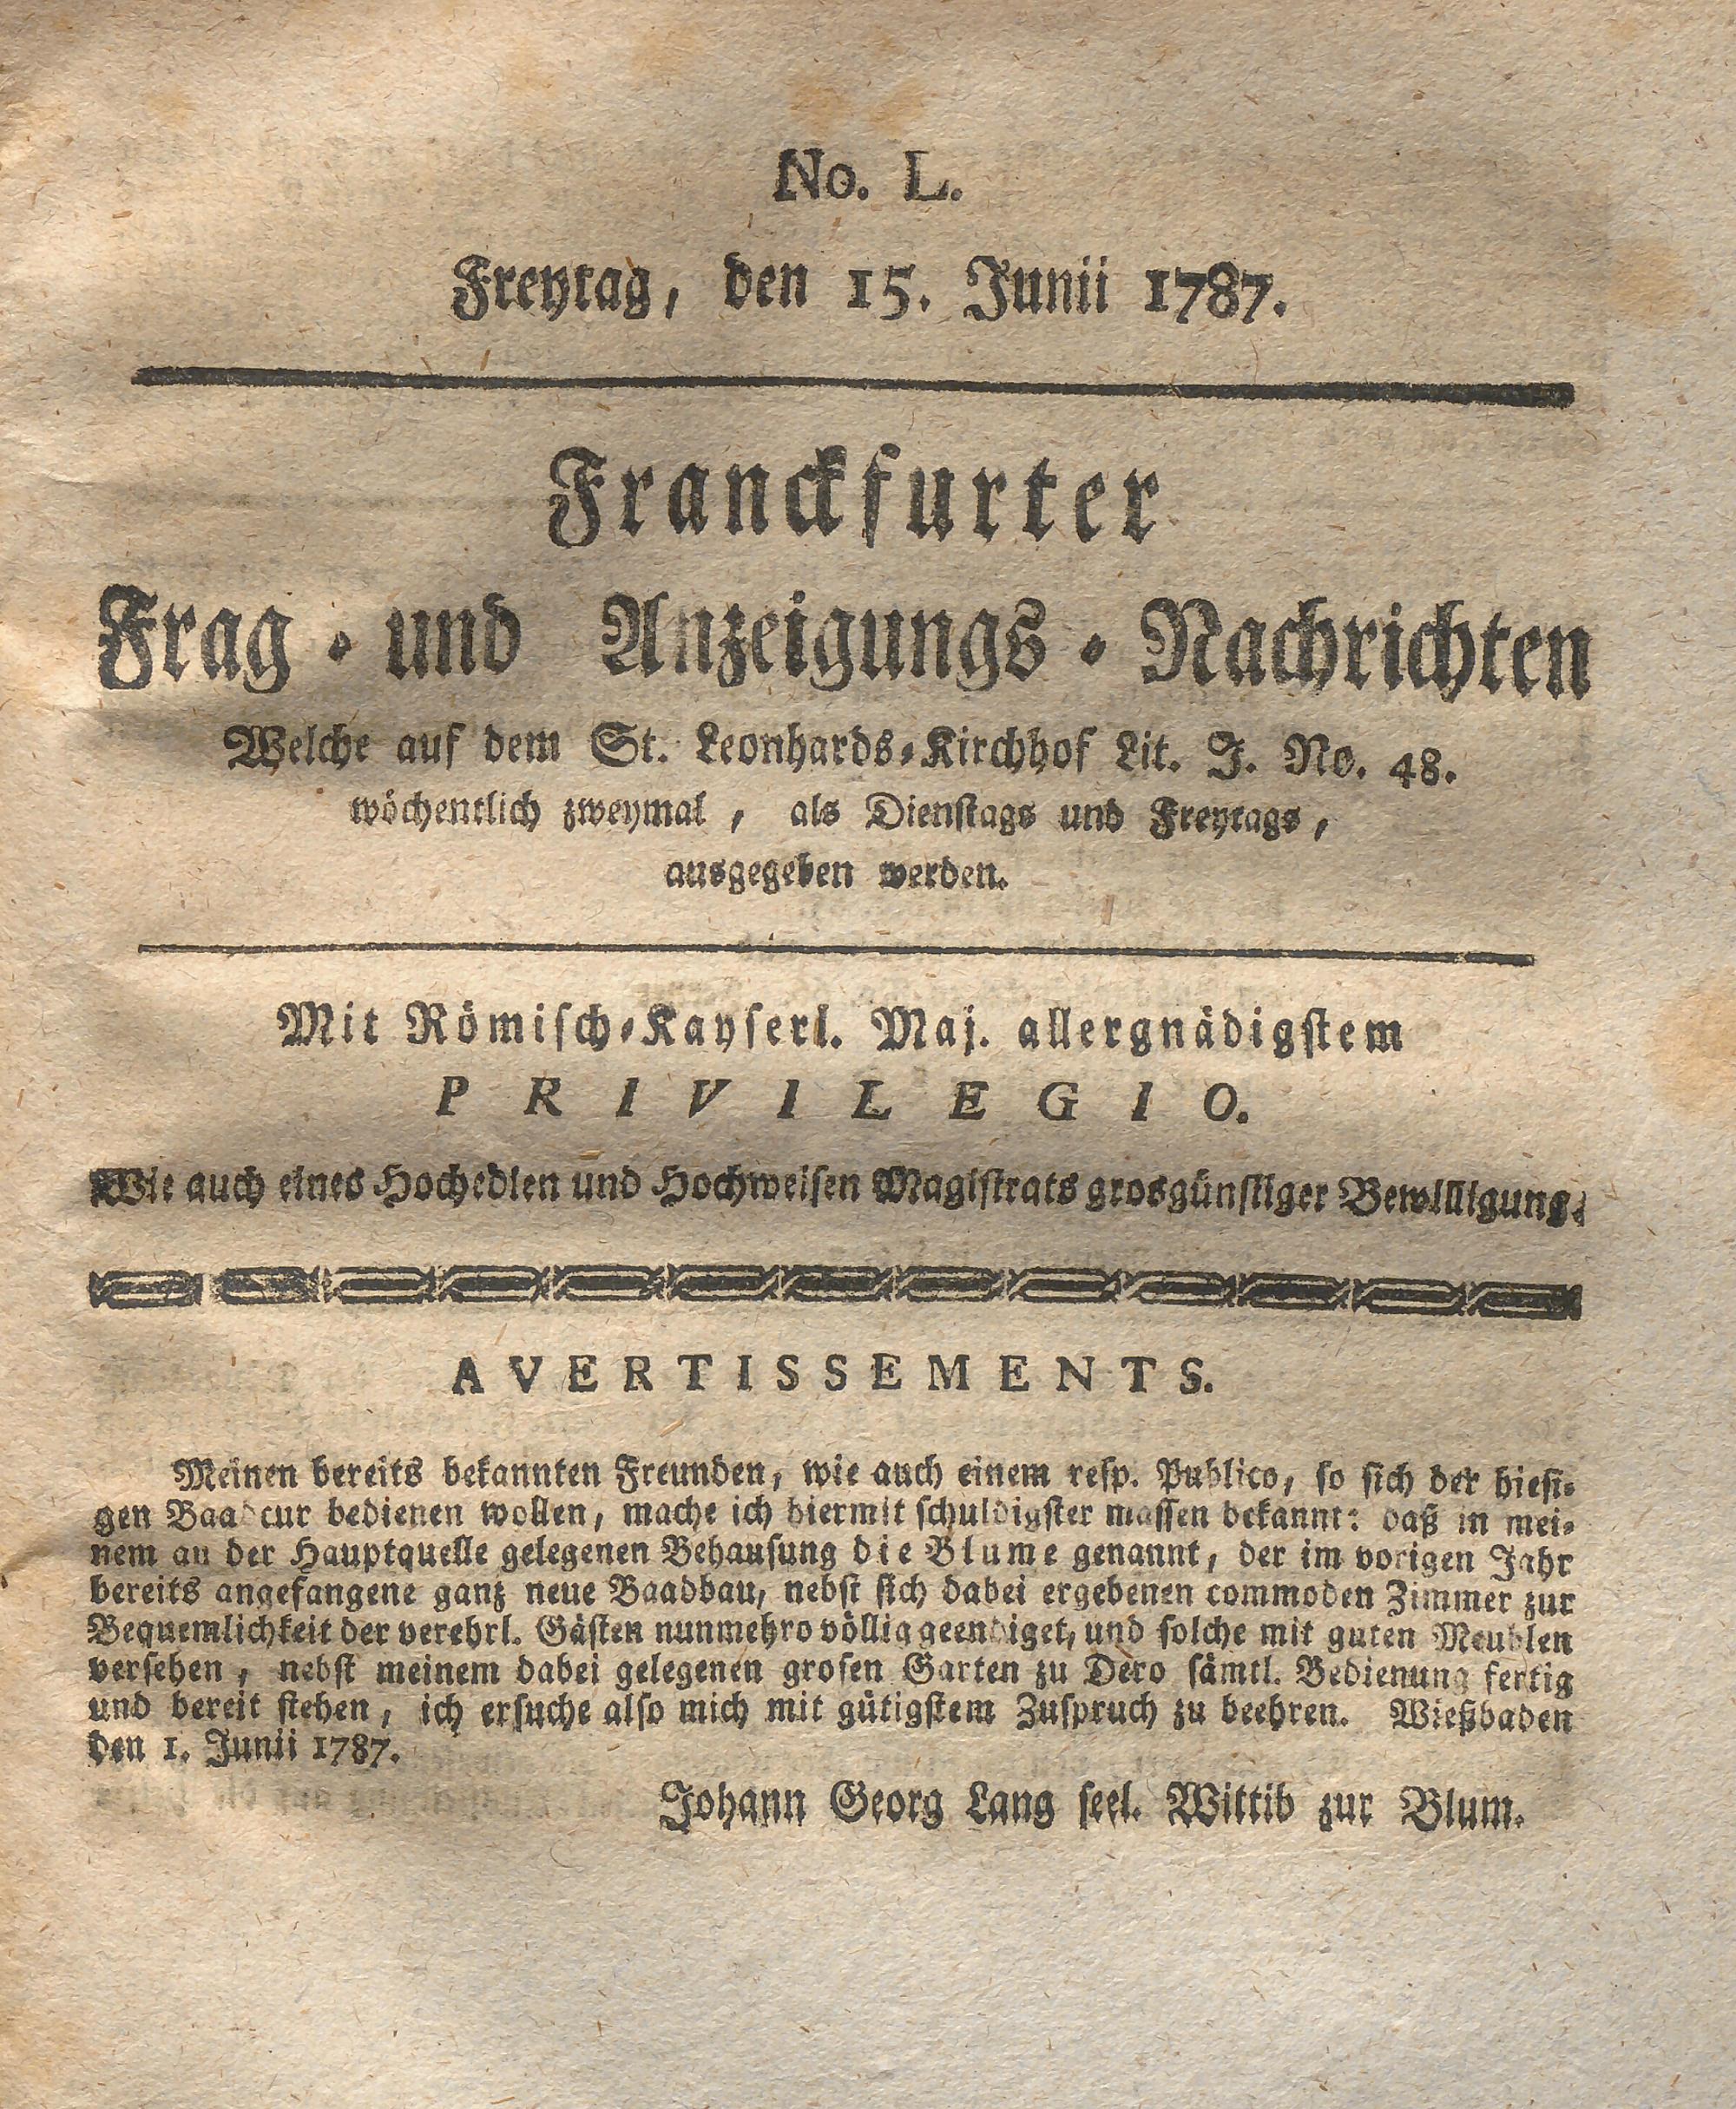 No. L.
Freytag, den 15. Junii 1787.
Franckfurter
Frag- und Anzeigungs-Nachrichten
Welche auf dem St. Leonhards-Kirchhof Lit. J. No. 48.
wöchentlich zweymal, als Dienstags und Freytags,
ausgegeben werden.
Mit Römisch-Kayserl. Maj. allergnädigstem
PRIVILEGIO.
Wie auch eines Hochedlen und Hochweisen Magistrats grosgünstiger Bewilligung.
AVERTISSEMENTS.
Meinen bereits bekannten Freunden, wie auch einem resp. Publico, so sich der hiesi-
gen Baadcur bedienen wollen, mache ich hiermit schuldigster massen bekannt: daß in mei-
nem an der Hauptquelle gelegenen Behausung die Blume genannt, der im vorigen Jahr
bereits angefangene ganz neue Baadbau, nebst sich dabei ergebenen commoden Zimmer zur
Bequemlichkeit der verehrl. Gästen nunmehro völlig geendiget, und solche mit guten Meublen
versehen, nebst meinem dabei gelegenen grosen Garten zu Dero sämtl. Bedienung fertig
und bereit stehen, ich ersuche also mich mit gütigstem Zuspruch zu beehren. Wießbaden
den 1. Junii 1787.
Johann Georg Lang seel. Wittib zur Blum.